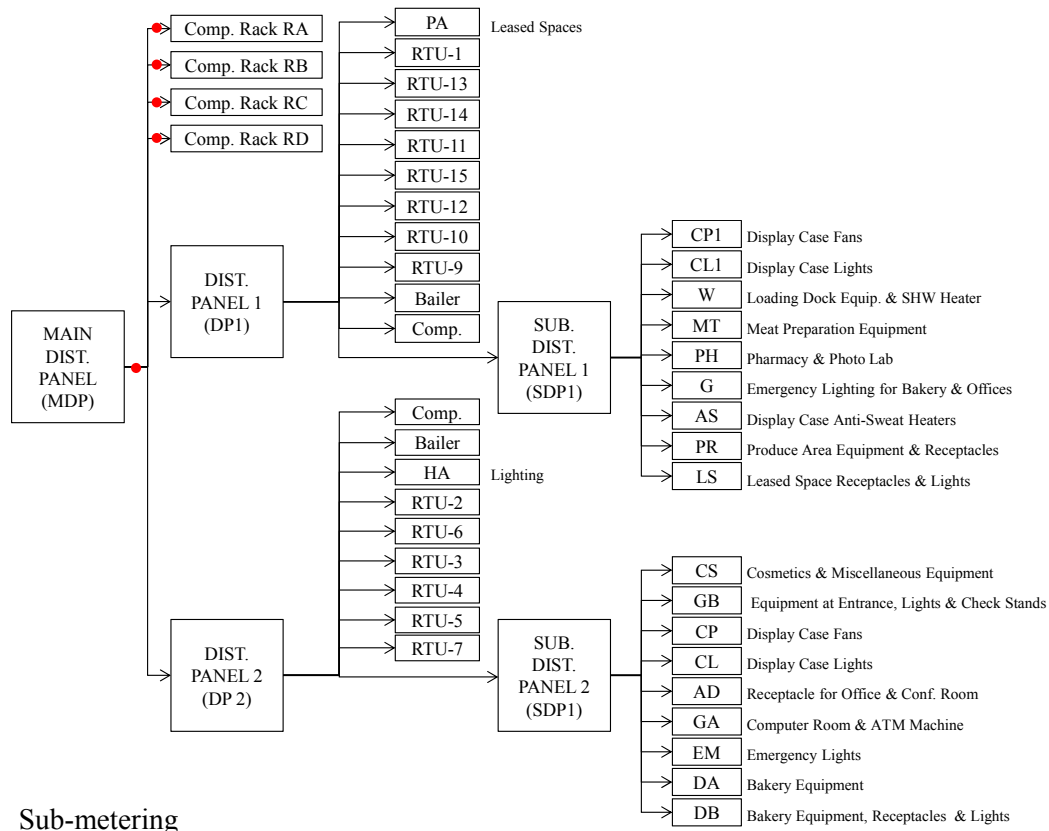 Comp. Rack RA
Comp. Rack RB
Comp. Rack RC
Comp. Rack RD
MAIN
DIST.
PANEL
(MDP)
DIST.
PANEL 1
(DP1)
PA Leased Spaces
RTU-1
RTU-13
RTU-14
RTU-11
RTU-15
RTU-12
RTU-10
RTU-9
Bailer
Comp.
SUB.
DIST.
PANEL 1
(SDP1)
CP1 Display Case Fans
CL1 Display Case Lights
W Loading Dock Equip. & SHW Heater
MT Meat Preparation Equipment
PH Pharmacy & Photo Lab
G Emergency Lighting for Bakery & Offices
AS Display Case Anti-Sweat Heaters
PR Produce Area Equipment & Receptacles
LS Leased Space Receptacles & Lights
DIST.
PANEL 2
(DP 2)
Comp.
Bailer
HA Lighting
RTU-2
RTU-6
RTU-3
RTU-4
RTU-5
RTU-7
SUB.
DIST.
PANEL 2
(SDP1)
CS Cosmetics & Miscellaneous Equipment
GB Equipment at Entrance, Lights & Check Stands
CP Display Case Fans
CL Display Case Lights
AD Receptacle for Office & Conf. Room
GA Computer Room & ATM Machine
EM Emergency Lights
DA Bakery Equipment
DB Bakery Equipment, Receptacles & Lights
Sub-metering